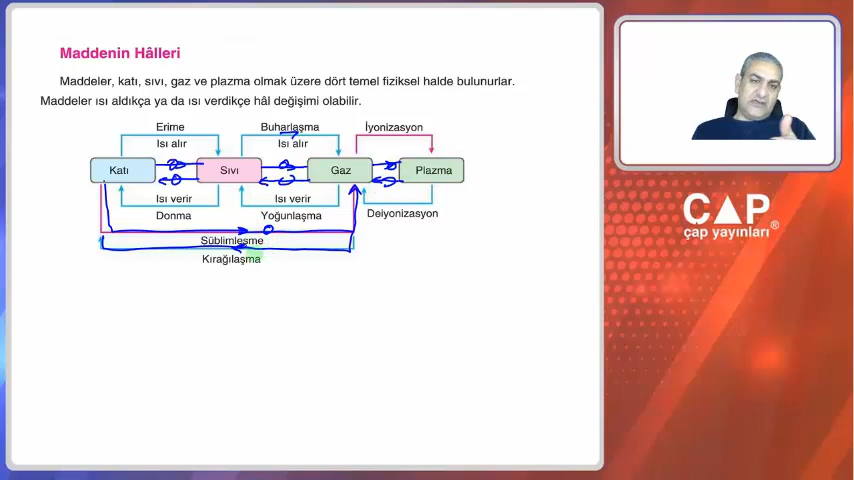 Maddenin Hâlleri
Maddeler, katı, sıvı, gaz ve plazma olmak üzere dört temel fiziksel halde bulunurlar.
Maddeler ısı aldıkça ya da ısı verdikçe hâl değişimi olabilir.
Erime
Buharlaşma
İyonizasyon
Isı alır
Isı alır
Katı
Sıvı
Gaz
Plazma
Isı verir
Isı verir
Donma
Yoğunlaşma
Deiyonizasyon
Süblimleşme
Kırağılaşma
ÇAP
çap yayınları®